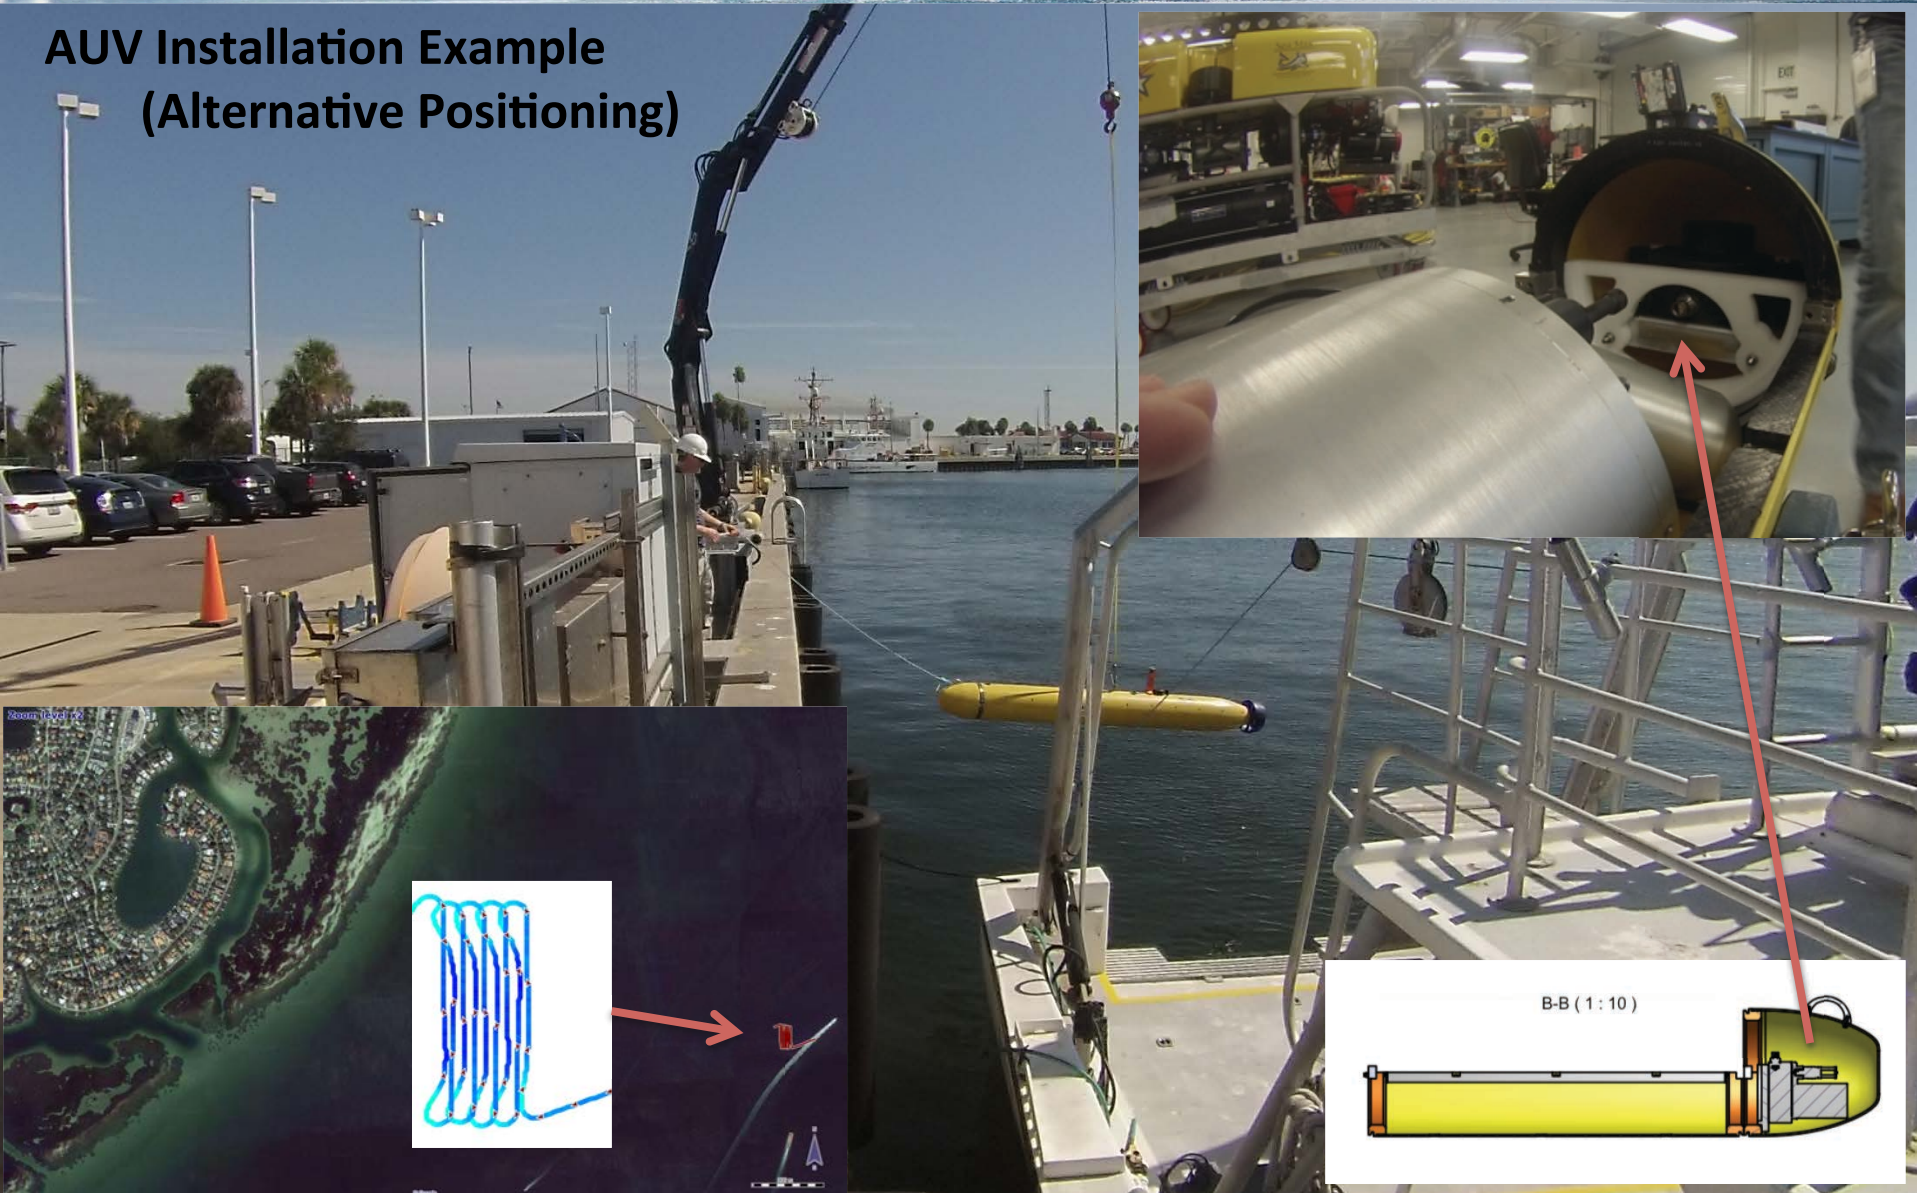 AUV Installation Example
(Alternative Positioning)
EXIT
Zoom level x2
B-B ( 1 : 10 )